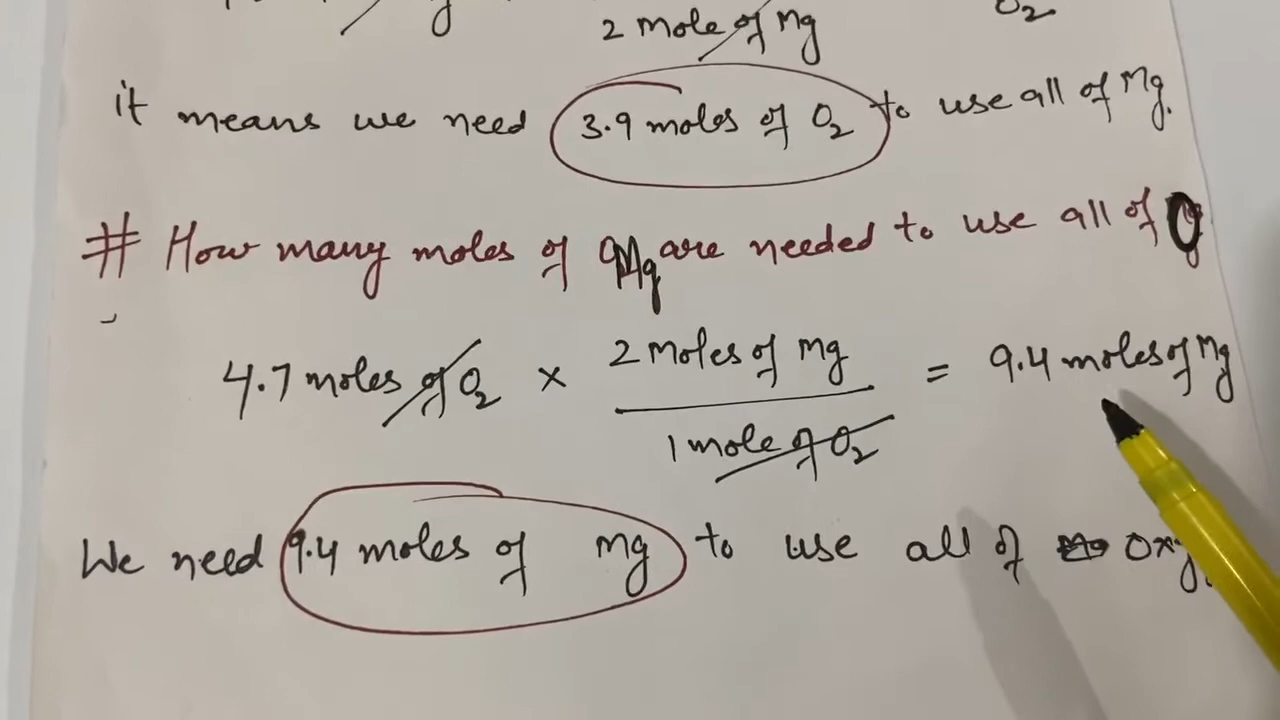 2 mole of Mg O2
it means we need 3.9 moles of O2 to use all of Mg.
# How many moles of Mg are needed to use all of O
4.7 moles of O2 × 2 Moles of Mg / 1 mole of O2 = 9.4 moles of Mg
We need 9.4 moles of Mg to use all of Oxy